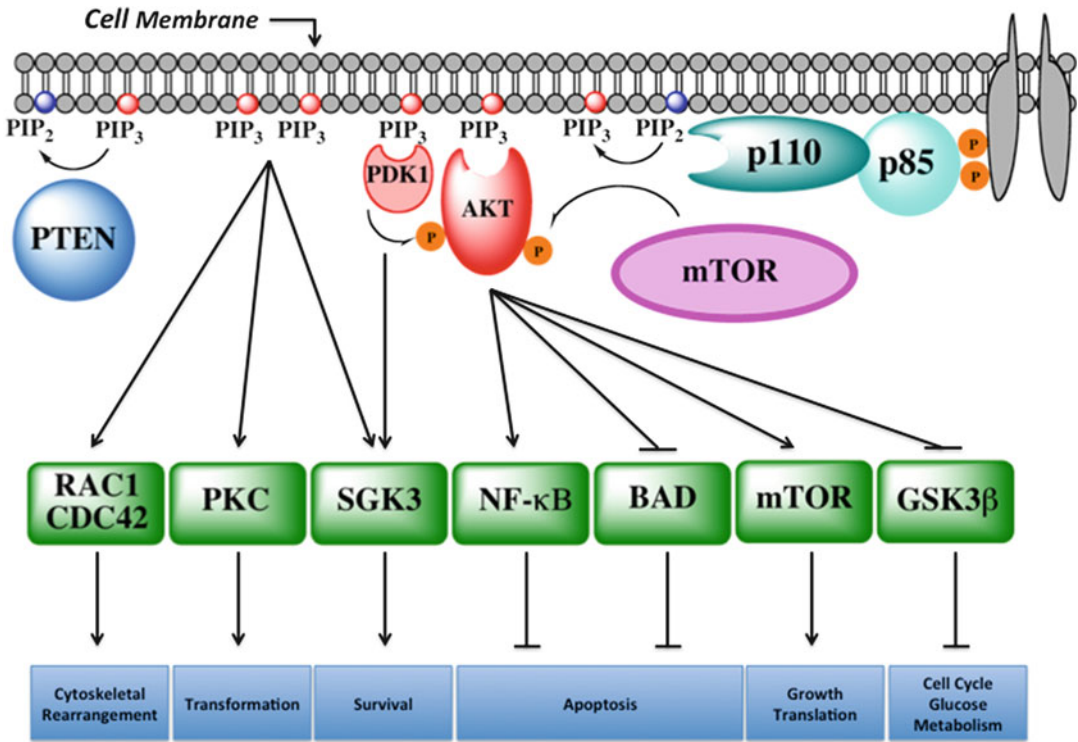 Cell Membrane
PIP2 PIP3 PIP3 PIP3 PIP3 PIP3 PIP3 PIP2
p110
p85
P
P
PDK1
AKT
P
P
PTEN
mTOR
RAC1
CDC42
PKC
SGK3
NF-κB
BAD
mTOR
GSK3β
Cytoskeletal
Rearrangement
Transformation
Survival
Apoptosis
Growth
Translation
Cell Cycle
Glucose
Metabolism